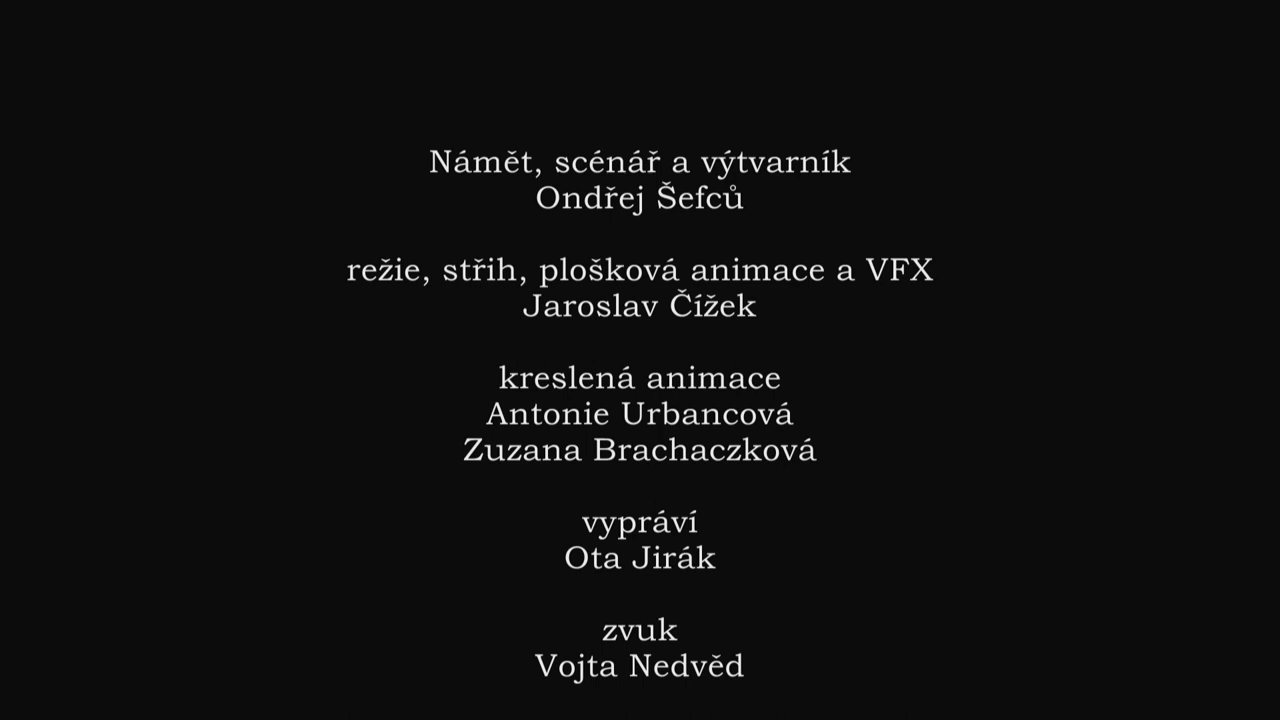 Námět, scénář a výtvarník
Ondřej Šefců
režie, střih, plošková animace a VFX
Jaroslav Čížek
kreslená animace
Antonie Urbancová
Zuzana Brachaczková
vypráví
Ota Jirák
zvuk
Vojta Nedvěd